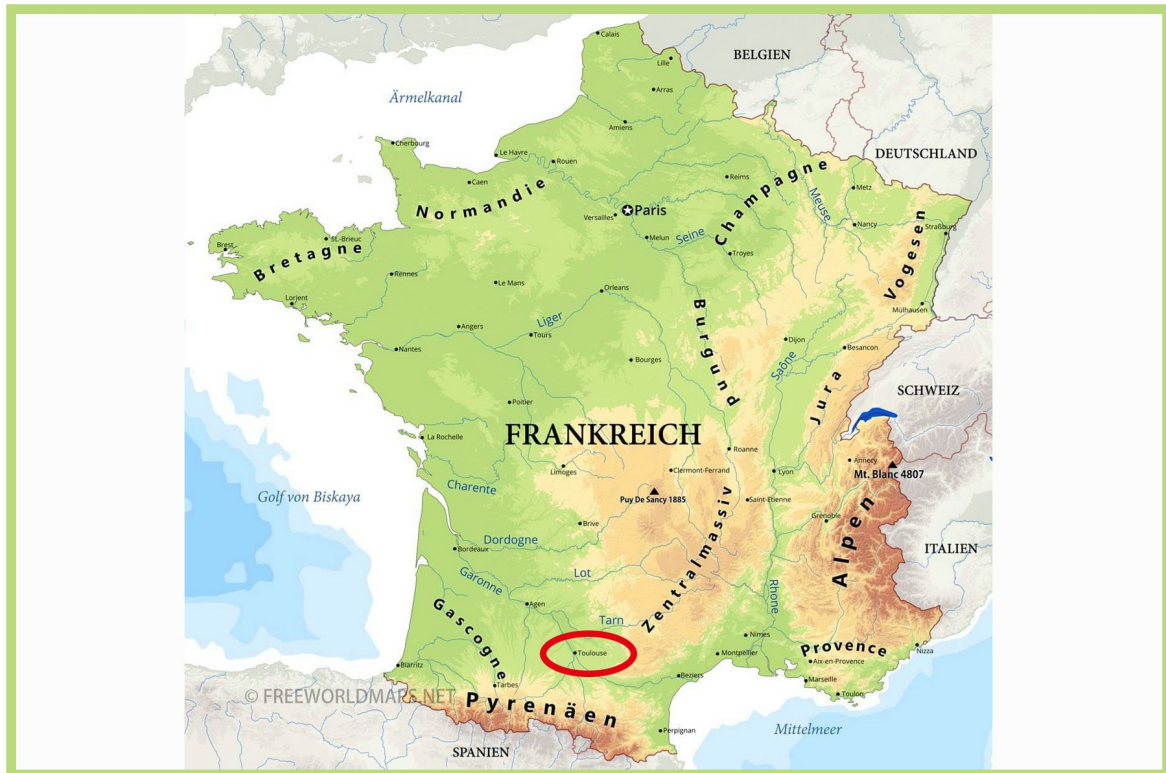 Calais
BELGIEN
Lille
Ärmelkanal
Arras
Amiens
Cherbourg
Le Havre
Rouen
DEUTSCHLAND
Caen
Reims
Metz
Normandie
Champagne
Meuse
Versailles
Paris
Nancy
Straßburg
Melun
Seine
Vogesen
Brest
St.-Brieuc
Bretagne
Troyes
Rennes
Le Mans
Orleans
Lorient
Mülhausen
Liger
Angers
Tours
Burgund
Dijon
Besancon
Nantes
Bourges
Saône
Jura
SCHWEIZ
Poitier
FRANKREICH
La Rochelle
Roanne
Limoges
Clermont-Ferrand
Lyon
Annecy
Mt. Blanc 4807
Charente
Puy De Sancy 1885
Saint-Etienne
Golf von Biskaya
Grenoble
Brive
Dordogne
Bordeaux
Alpen
ITALIEN
Zentralmassiv
Garonne
Lot
Rhone
Agen
Gascogne
Tarn
Nimes
Toulouse
Montpellier
Provence
Nizza
Biarritz
Aix-en-Provence
Beziers
Marseille
Tarbes
Toulon
© FREEWORLDMAPS.NET
Pyrenäen
Perpignan
Mittelmeer
SPANIEN